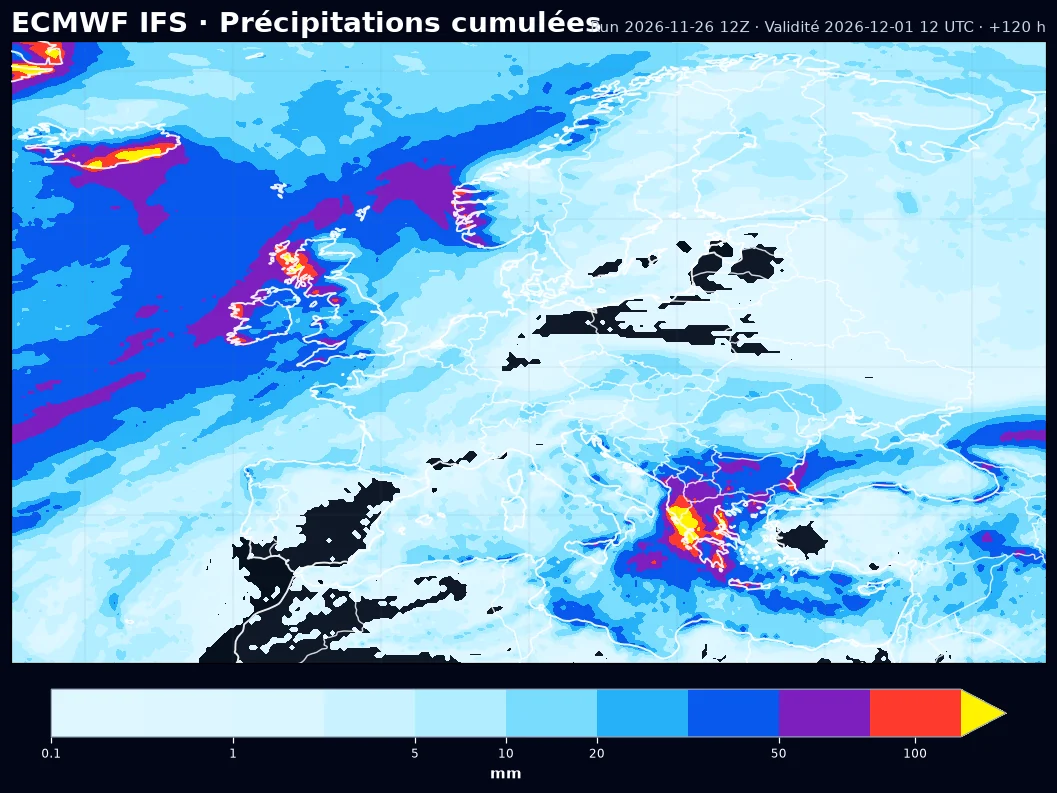 ECMWF IFS · Précipitations cumulées
Run 2026-11-26 12Z · Validité 2026-12-01 12 UTC · +120 h
0.1 1 5 10 20 50 100
mm